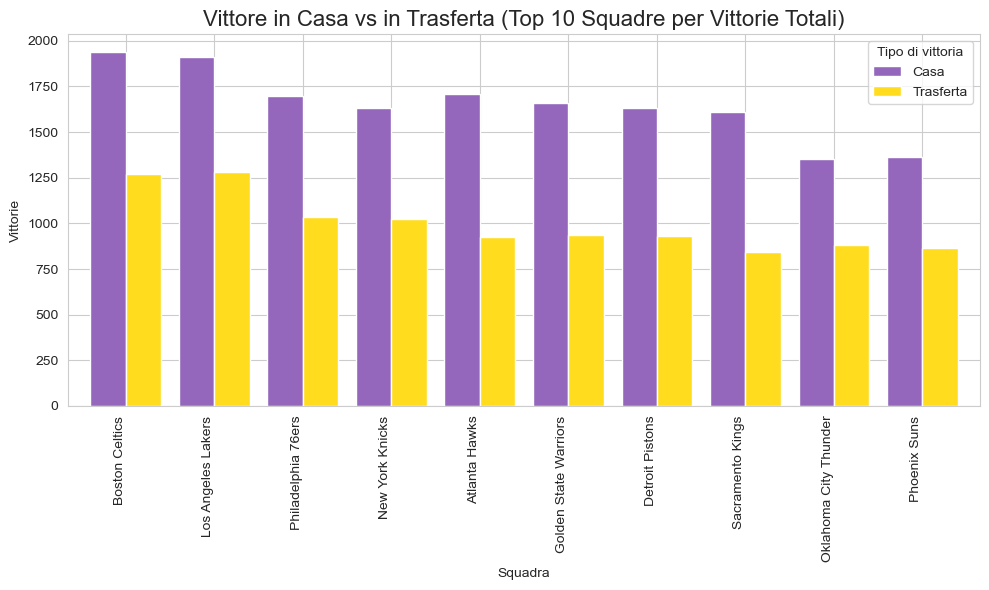 Vittore in Casa vs in Trasferta (Top 10 Squadre per Vittorie Totali)
Tipo di vittoria
Casa
Trasferta
Vittorie
2000
1750
1500
1250
1000
750
500
250
0
Boston Celtics
Los Angeles Lakers
Philadelphia 76ers
New York Knicks
Atlanta Hawks
Golden State Warriors
Detroit Pistons
Sacramento Kings
Oklahoma City Thunder
Phoenix Suns
Squadra